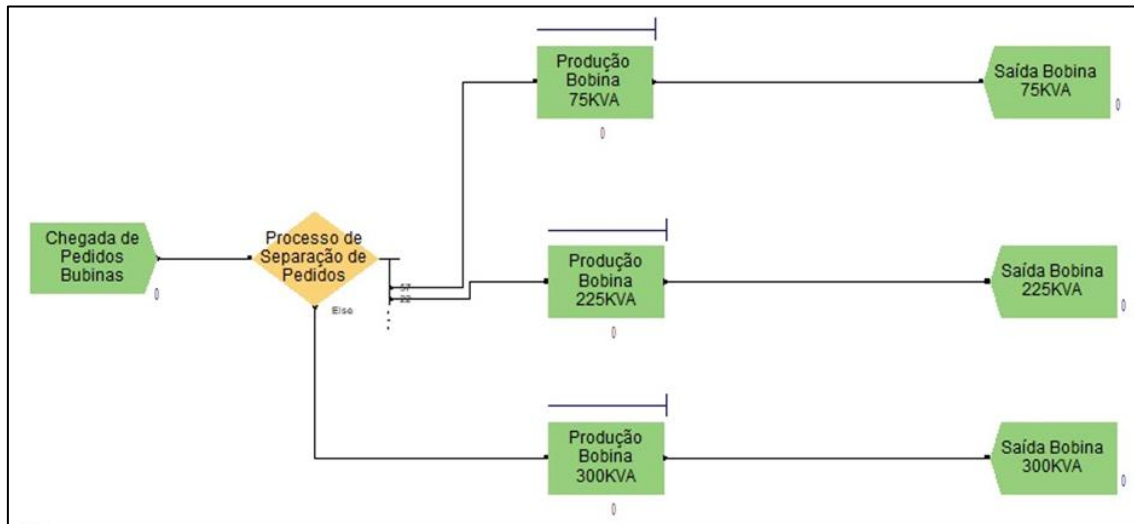 Produção
Bobina
75KVA
0
Saída Bobina
75KVA
0
Chegada de
Pedidos
Bubinas
0
Processo de
Separação de
Pedidos
57
22
Else
Produção
Bobina
225KVA
0
Saída Bobina
225KVA
0
Produção
Bobina
300KVA
0
Saída Bobina
300KVA
0